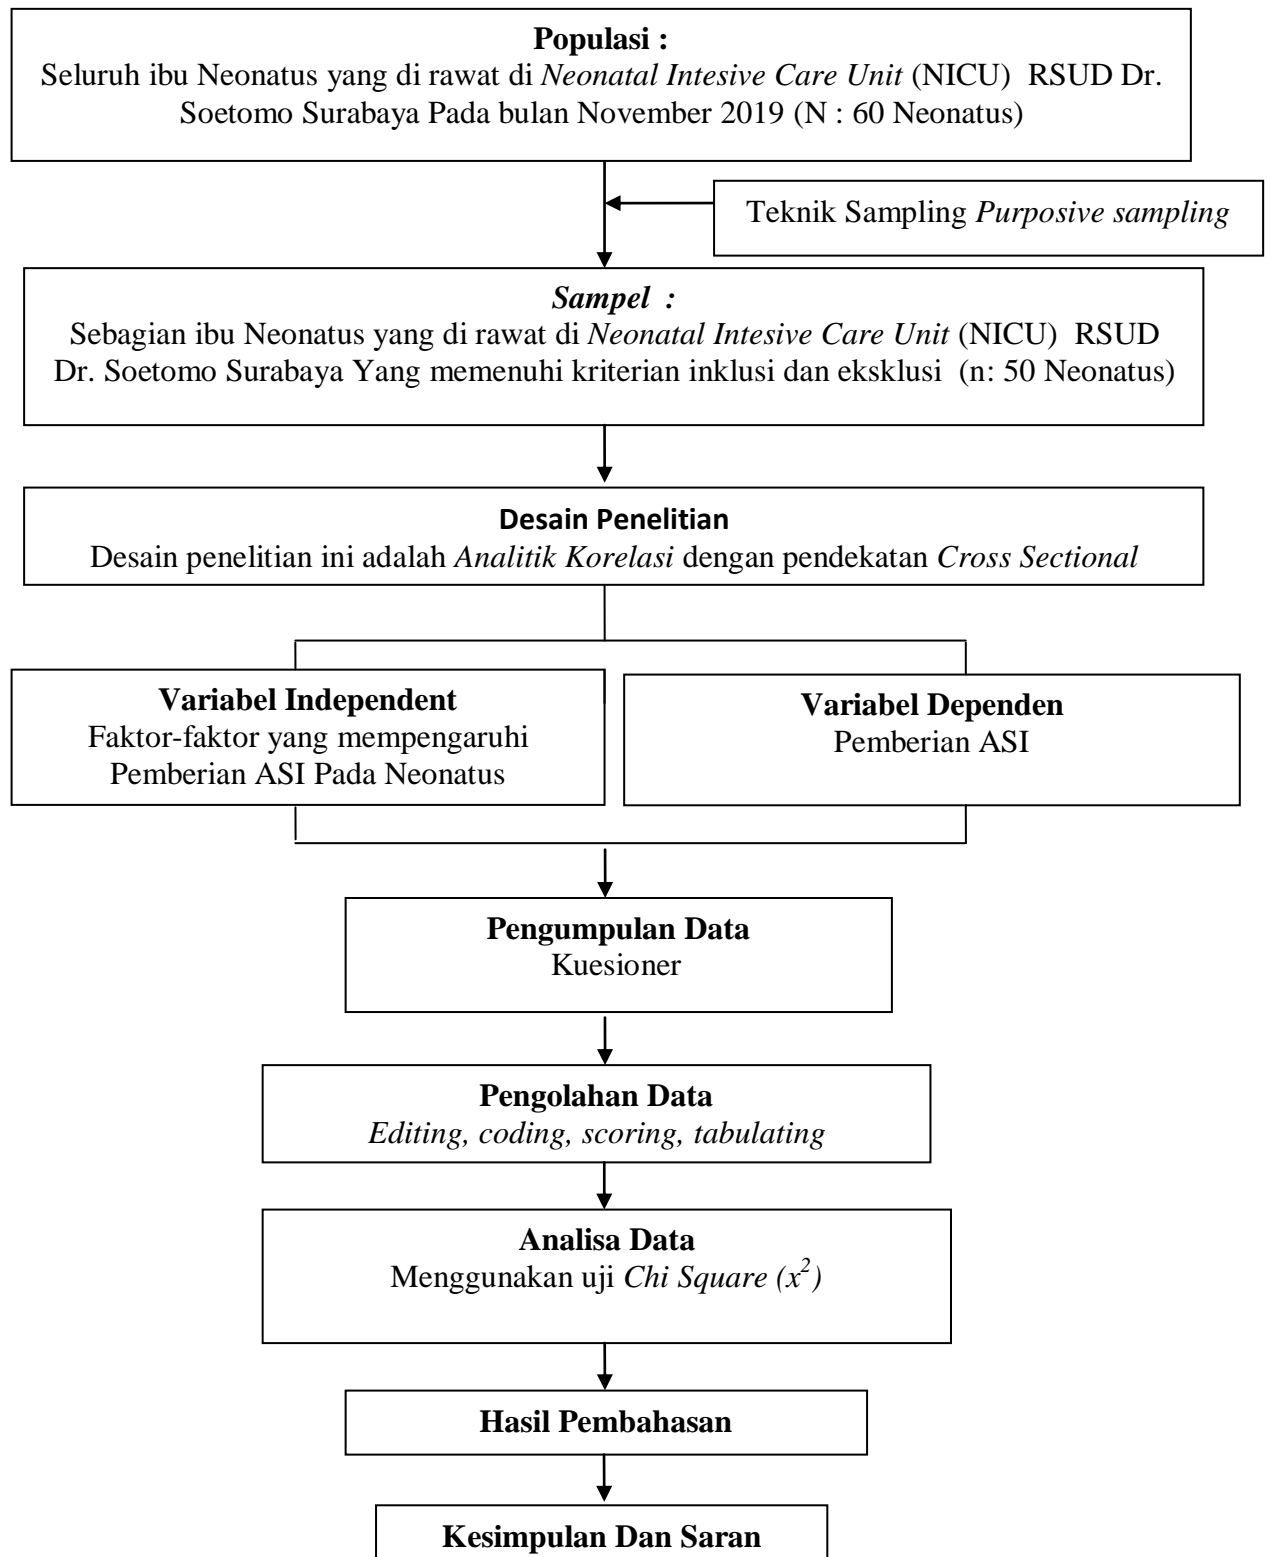 Populasi :
Seluruh ibu Neonatus yang di rawat di Neonatal Intesive Care Unit (NICU) RSUD Dr.
Soetomo Surabaya Pada bulan November 2019 (N : 60 Neonatus)
Teknik Sampling Purposive sampling
Sampel :
Sebagian ibu Neonatus yang di rawat di Neonatal Intesive Care Unit (NICU) RSUD
Dr. Soetomo Surabaya Yang memenuhi kriterian inklusi dan eksklusi (n: 50 Neonatus)
Desain Penelitian
Desain penelitian ini adalah Analitik Korelasi dengan pendekatan Cross Sectional
Variabel Independent
Faktor-faktor yang mempengaruhi
Pemberian ASI Pada Neonatus
Variabel Dependen
Pemberian ASI
Pengumpulan Data
Kuesioner
Pengolahan Data
Editing, coding, scoring, tabulating
Analisa Data
Menggunakan uji Chi Square (x²)
Hasil Pembahasan
Kesimpulan Dan Saran